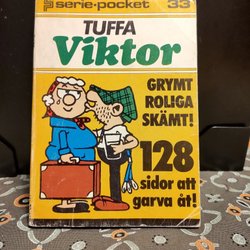 serie-pocket 33
TUFFA
Viktor
GRYMT
ROLIGA
SKÄMT!
128
sidor att
garva åt!